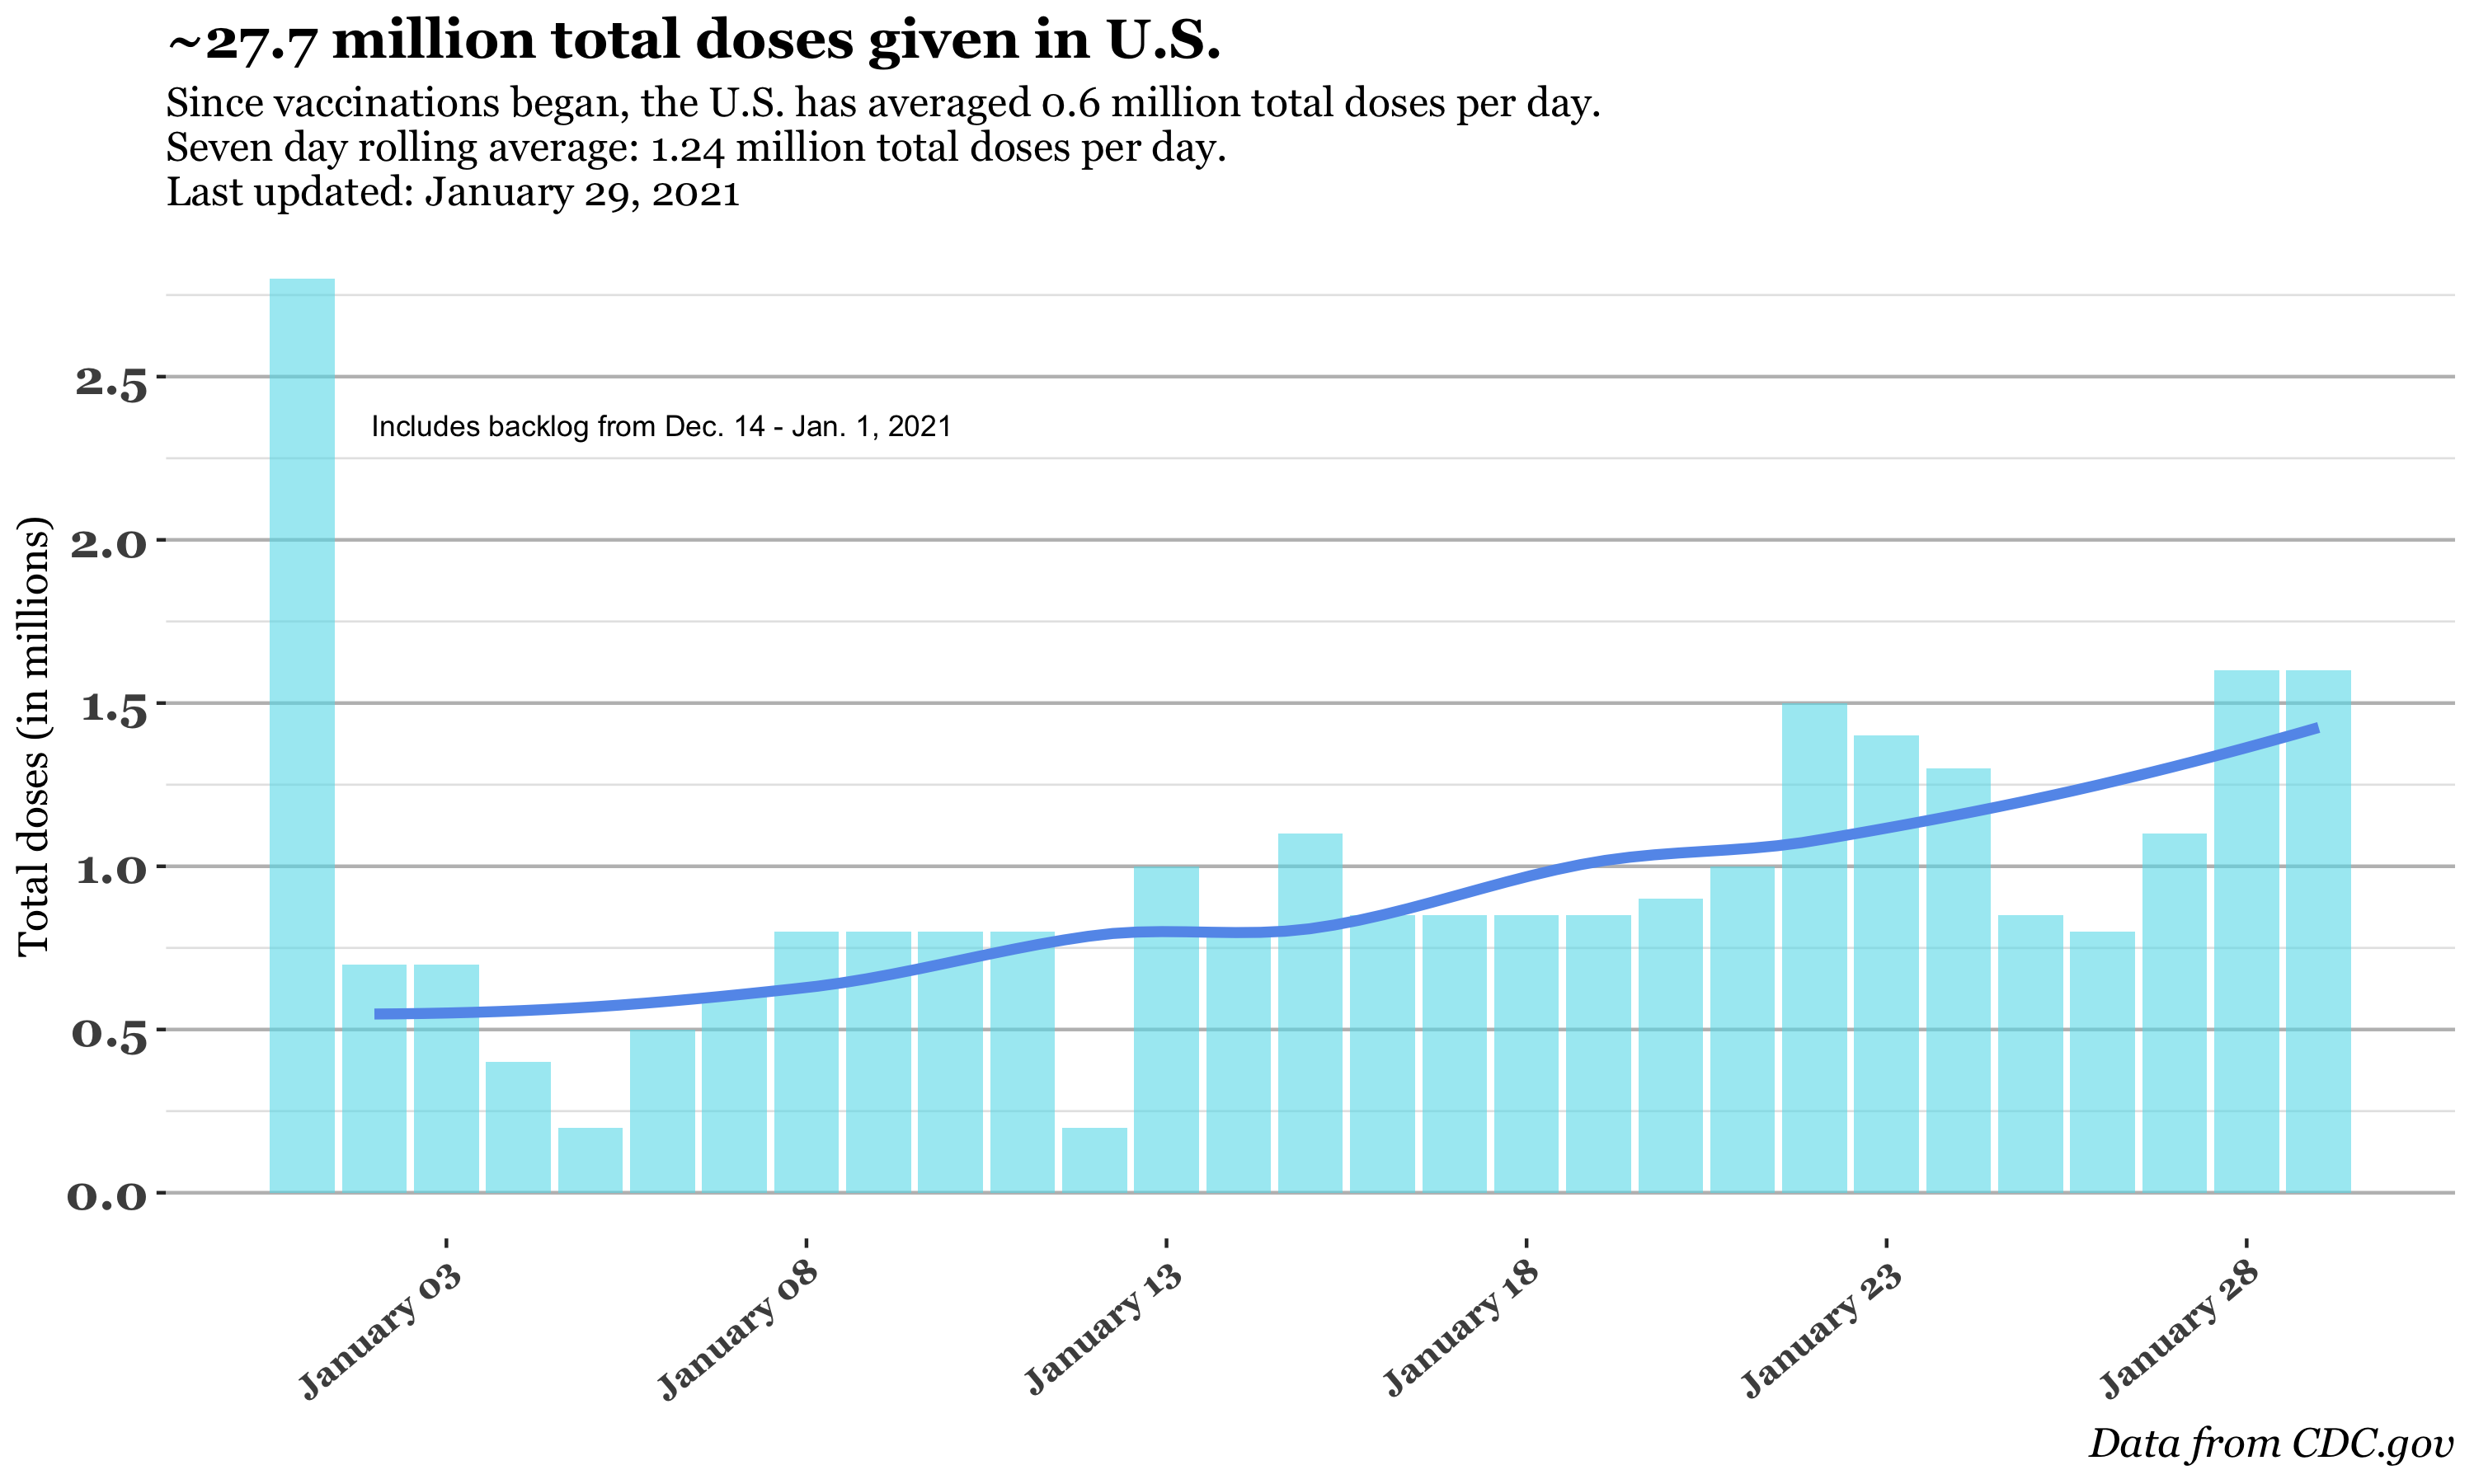 ~27.7 million total doses given in U.S.
Since vaccinations began, the U.S. has averaged 0.6 million total doses per day.
Seven day rolling average: 1.24 million total doses per day.
Last updated: January 29, 2021
Total doses (in millions)
2.5
Includes backlog from Dec. 14 - Jan. 1, 2021
2.0
1.5
1.0
0.5
0.0
January 03
January 08
January 13
January 18
January 23
January 28
Data from CDC.gov